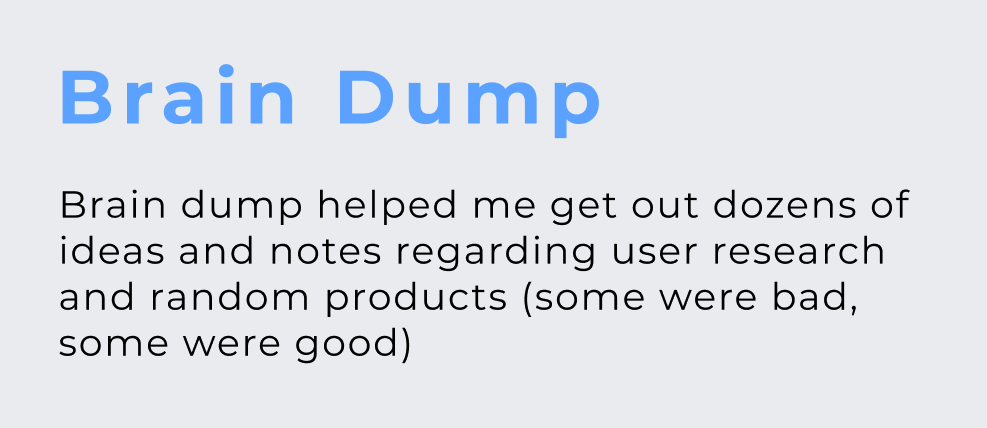 Brain Dump
Brain dump helped me get out dozens of
ideas and notes regarding user research
and random products (some were bad,
some were good)